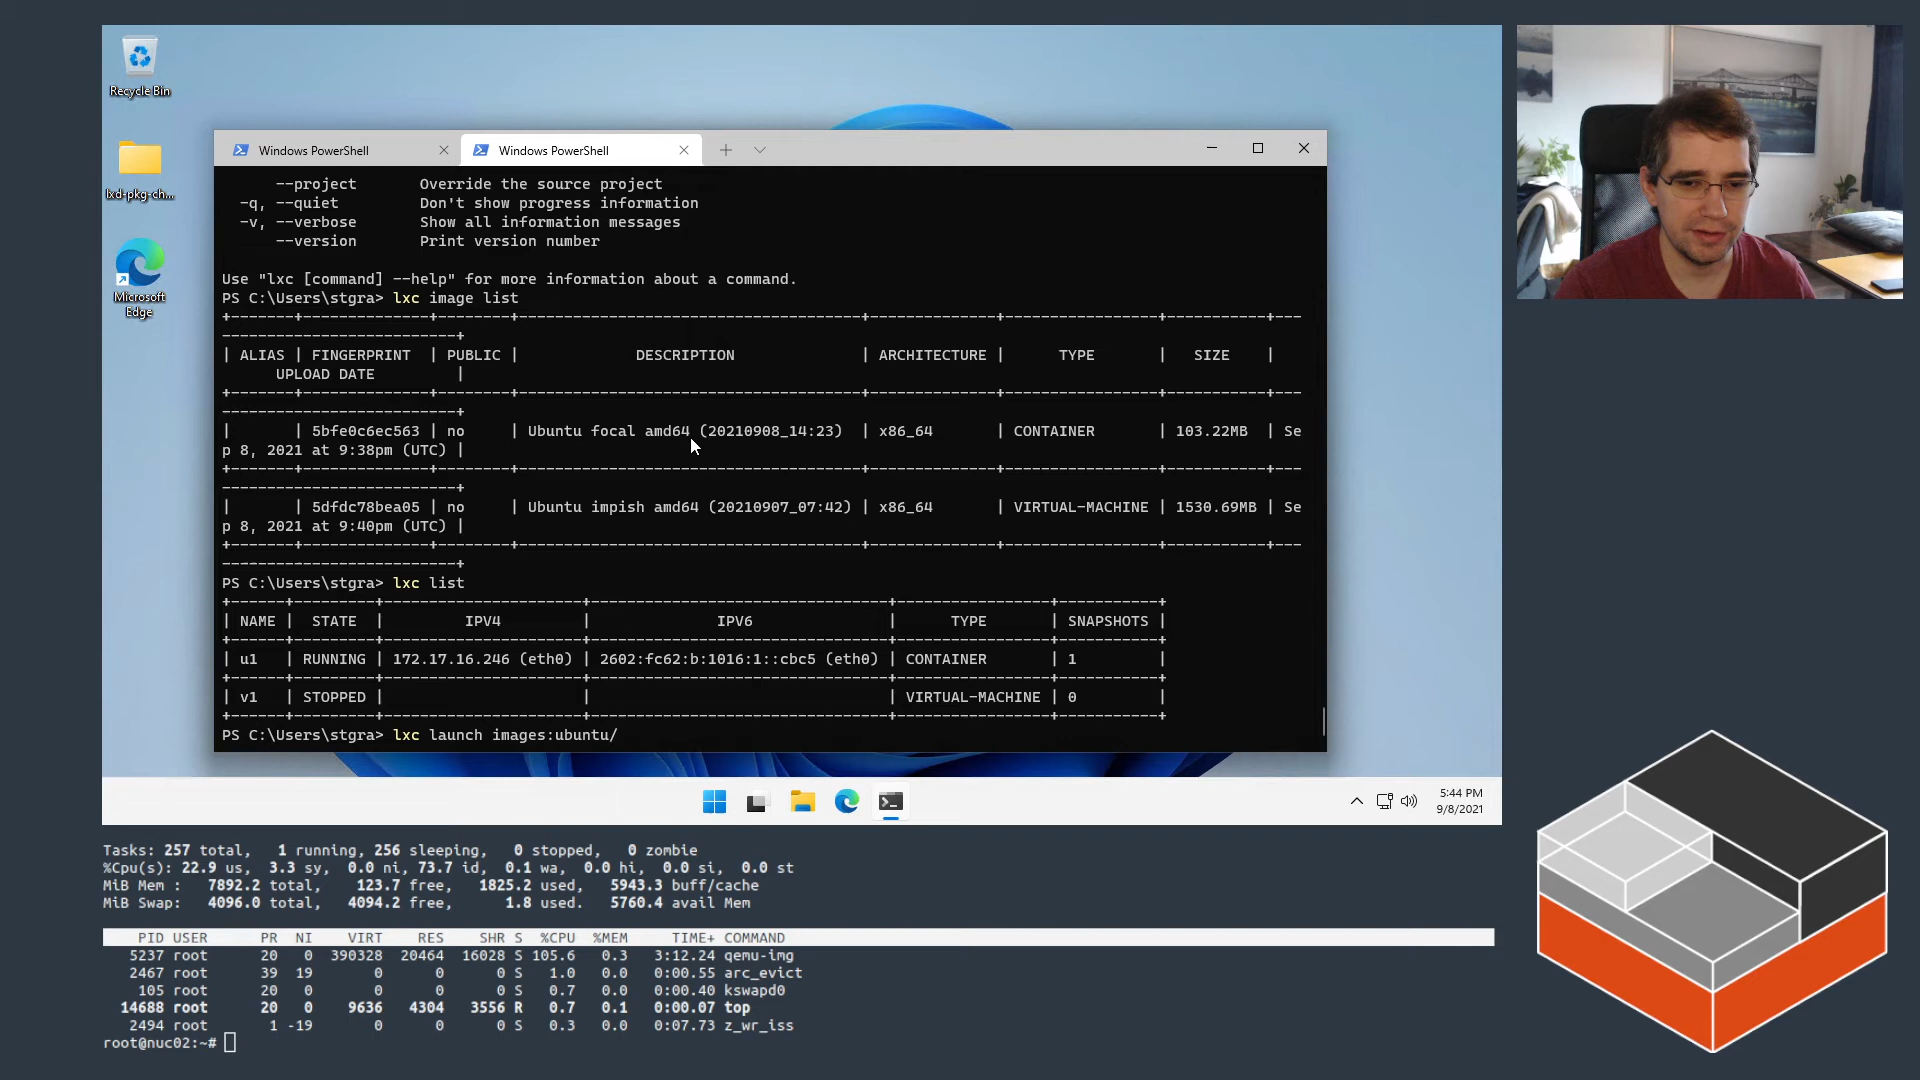 Recycle Bin
lxd-pkg-ch...
Microsoft
Edge
Windows PowerShell
Windows PowerShell
--project Override the source project
-q, --quiet Don't show progress information
-v, --verbose Show all information messages
--version Print version number
Use "lxc [command] --help" for more information about a command.
PS C:\Users\stgra> lxc image list
+-------+--------------+--------+--------------------------------------+--------------+-----------------+-----------+---
--------------------------+
| ALIAS | FINGERPRINT | PUBLIC | DESCRIPTION | ARCHITECTURE | TYPE | SIZE |
UPLOAD DATE |
+-------+--------------+--------+--------------------------------------+--------------+-----------------+-----------+---
--------------------------+
| | 5bfe0c6ec563 | no | Ubuntu focal amd64 (20210908_14:23) | x86_64 | CONTAINER | 103.22MB | Se
p 8, 2021 at 9:38pm (UTC) |
+-------+--------------+--------+--------------------------------------+--------------+-----------------+-----------+---
--------------------------+
| | 5dfdc78bea05 | no | Ubuntu impish amd64 (20210907_07:42) | x86_64 | VIRTUAL-MACHINE | 1530.69MB | Se
p 8, 2021 at 9:40pm (UTC) |
+-------+--------------+--------+--------------------------------------+--------------+-----------------+-----------+---
--------------------------+
PS C:\Users\stgra> lxc list
+------+---------+----------------------+--------------------------------+-----------------+-----------+
| NAME | STATE | IPV4 | IPV6 | TYPE | SNAPSHOTS |
+------+---------+----------------------+--------------------------------+-----------------+-----------+
| u1 | RUNNING | 172.17.16.246 (eth0) | 2602:fc62:b:1016:1::cbc5 (eth0) | CONTAINER | 1 |
+------+---------+----------------------+--------------------------------+-----------------+-----------+
| v1 | STOPPED | | | VIRTUAL-MACHINE | 0 |
+------+---------+----------------------+--------------------------------+-----------------+-----------+
PS C:\Users\stgra> lxc launch images:ubuntu/
5:44 PM
9/8/2021
Tasks: 257 total, 1 running, 256 sleeping, 0 stopped, 0 zombie
%Cpu(s): 22.9 us, 3.3 sy, 0.0 ni, 73.7 id, 0.1 wa, 0.0 hi, 0.0 si, 0.0 st
MiB Mem : 7892.2 total, 123.7 free, 1825.2 used, 5943.3 buff/cache
MiB Swap: 4096.0 total, 4094.2 free, 1.8 used. 5760.4 avail Mem
PID USER PR NI VIRT RES SHR S %CPU %MEM TIME+ COMMAND
5237 root 20 0 390328 20464 16028 S 105.6 0.3 3:12.24 qemu-img
2467 root 39 19 0 0 0 S 1.0 0.0 0:00.55 arc_evict
105 root 20 0 0 0 0 S 0.7 0.0 0:00.40 kswapd0
14688 root 20 0 9636 4304 3556 R 0.7 0.1 0:00.07 top
2494 root 1 -19 0 0 0 S 0.3 0.0 0:07.73 z_wr_iss
root@nuc02:~#